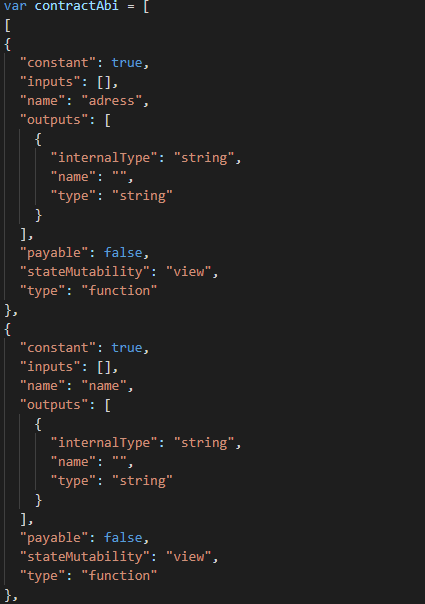 var contractAbi = [
[
{
"constant": true,
"inputs": [],
"name": "adress",
"outputs": [
{
"internalType": "string",
"name": "",
"type": "string"
}
],
"payable": false,
"stateMutability": "view",
"type": "function"
},
{
"constant": true,
"inputs": [],
"name": "name",
"outputs": [
{
"internalType": "string",
"name": "",
"type": "string"
}
],
"payable": false,
"stateMutability": "view",
"type": "function"
},